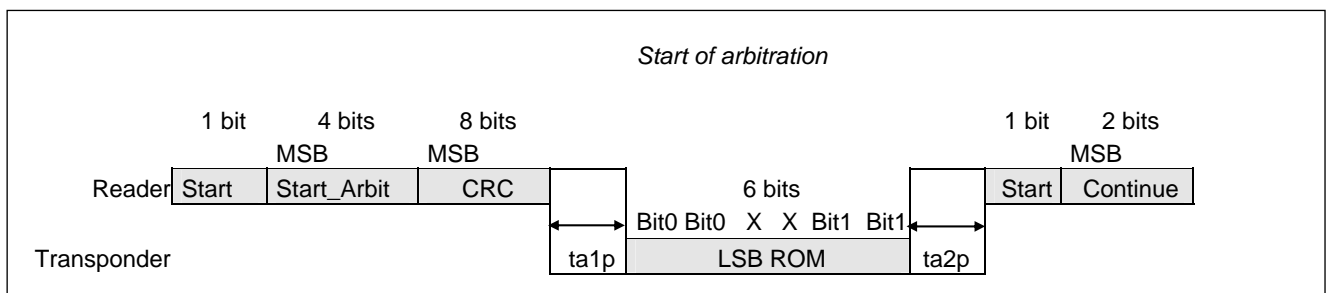 Start of arbitration
1 bit 4 bits 8 bits 1 bit 2 bits
MSB MSB MSB
Reader Start Start_Arbit CRC 6 bits Start Continue
Bit0 Bit0 X X Bit1 Bit1
Transponder ta1p LSB ROM ta2p